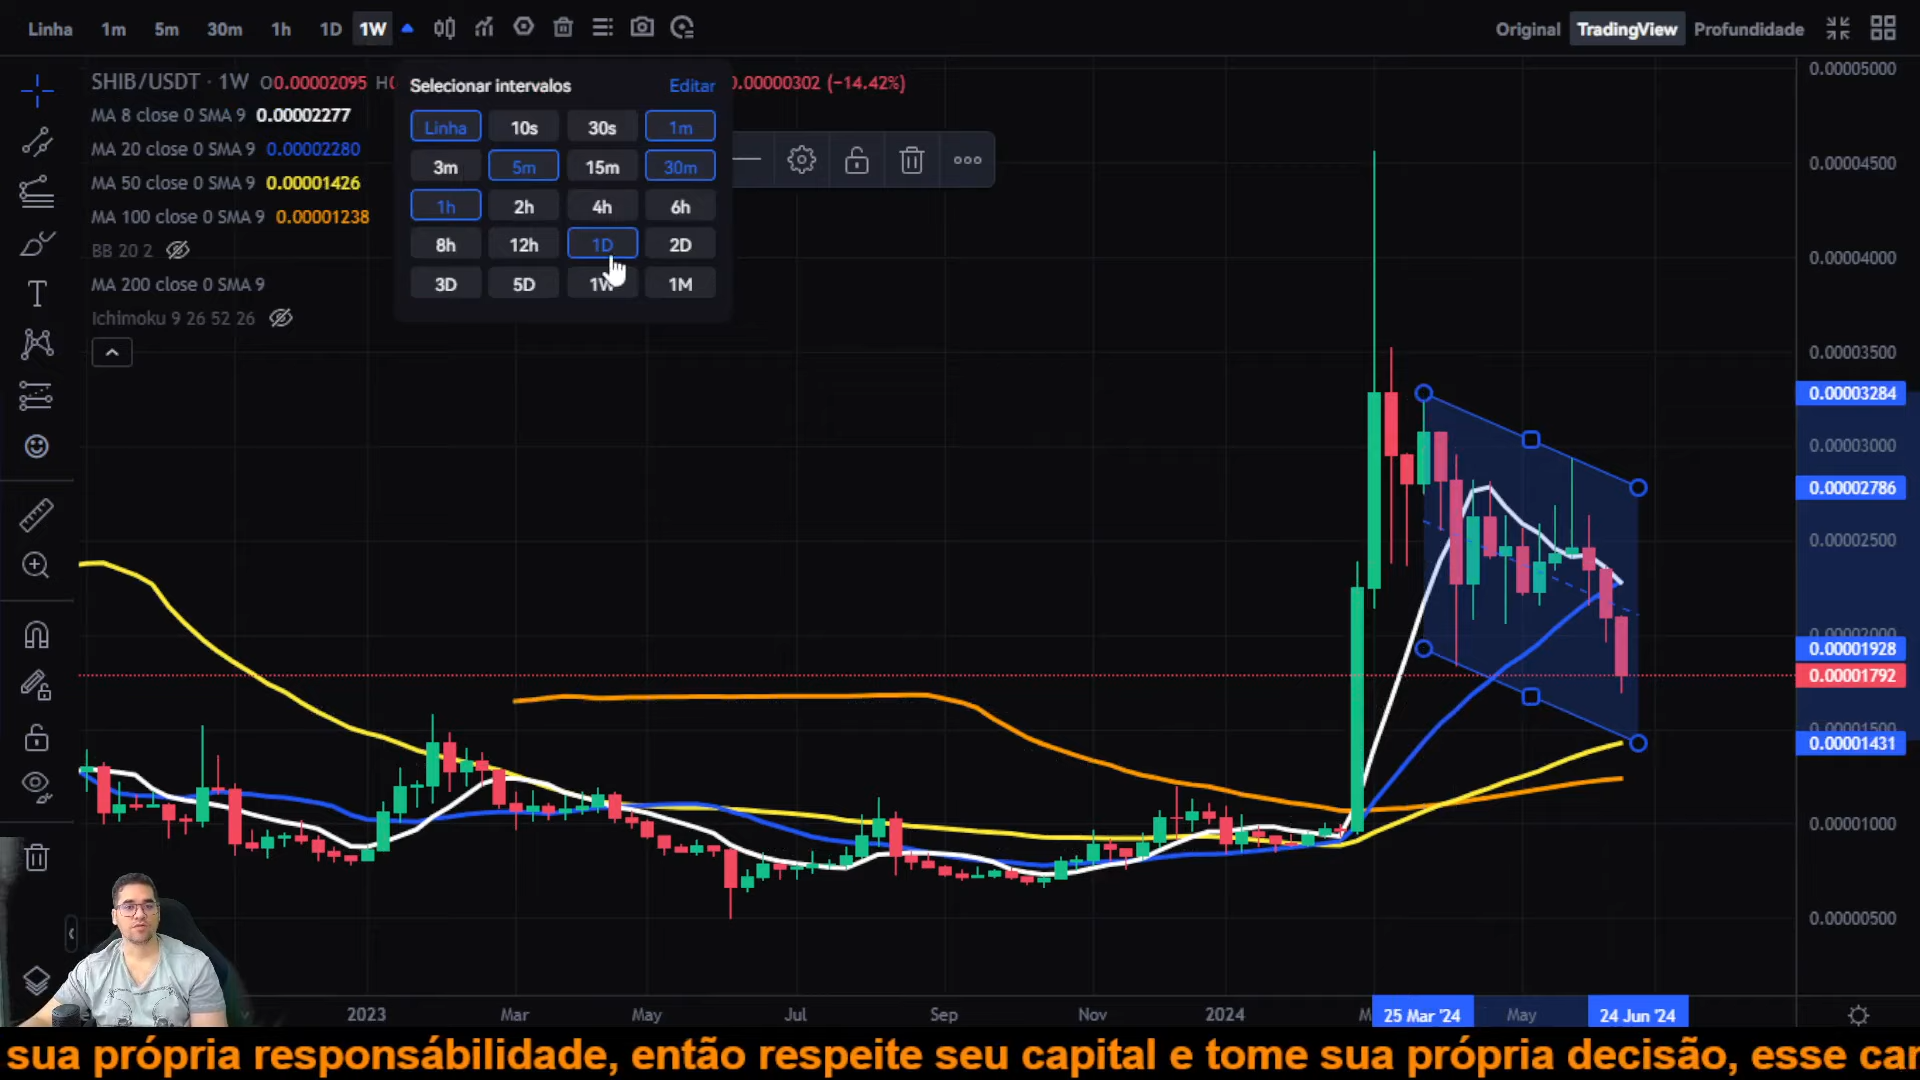 Linha 1m 5m 30m 1h 1D 1W
Original TradingView Profundidade
SHIB/USDT · 1W O0.00002095 H0
0.00000302 (−14.42%)
MA 8 close 0 SMA 9 0.00002277
MA 20 close 0 SMA 9 0.00002280
MA 50 close 0 SMA 9 0.00001426
MA 100 close 0 SMA 9 0.00001238
BB 20 2
MA 200 close 0 SMA 9
Ichimoku 9 26 52 26
Selecionar intervalos Editar
Linha 10s 30s 1m
3m 5m 15m 30m
1h 2h 4h 6h
8h 12h 1D 2D
3D 5D 1W 1M
0.00005000
0.00004500
0.00004000
0.00003500
0.00003284
0.00003000
0.00002786
0.00002500
0.00002000
0.00001928
0.00001792
0.00001500
0.00001431
0.00001000
0.00000500
2023 Mar May Jul Sep Nov 2024 25 Mar '24 May 24 Jun '24
sua própria responsábilidade, então respeite seu capital e tome sua própria decisão, esse car